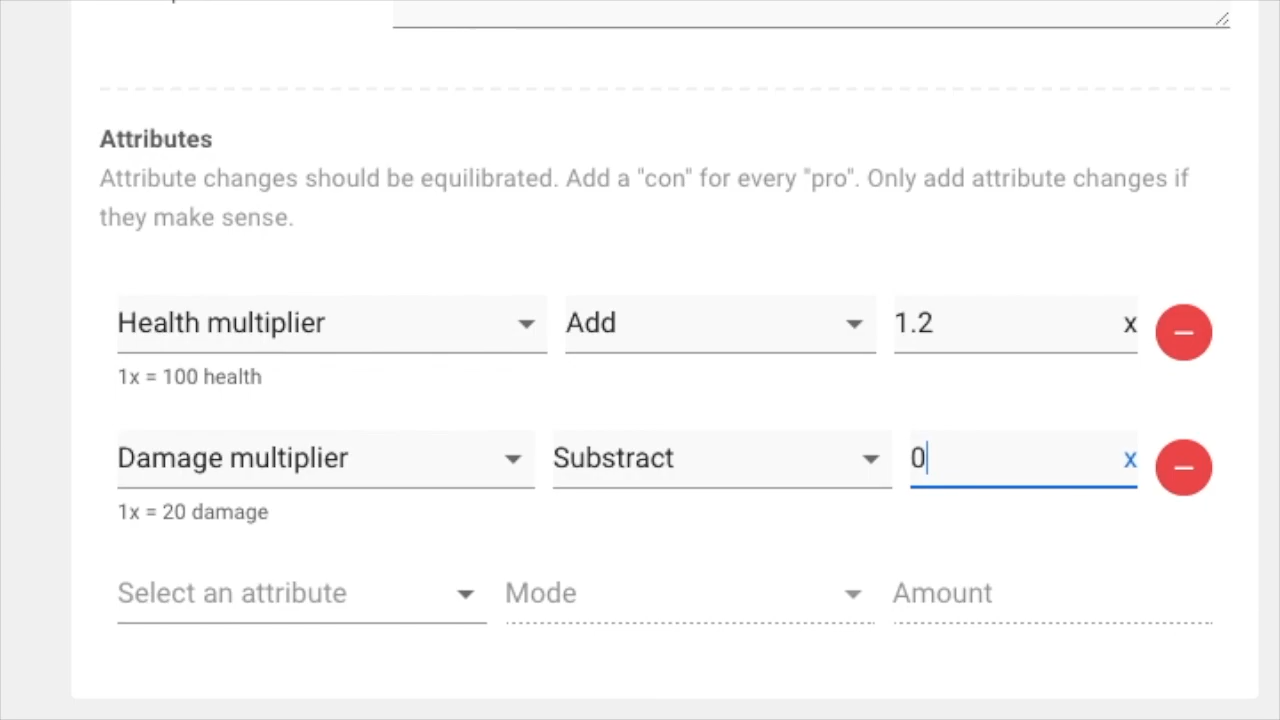 Attributes
Attribute changes should be equilibrated. Add a "con" for every "pro". Only add attribute changes if
they make sense.
Health multiplier Add 1.2 x
1x = 100 health
Damage multiplier Substract 0 x
1x = 20 damage
Select an attribute Mode Amount